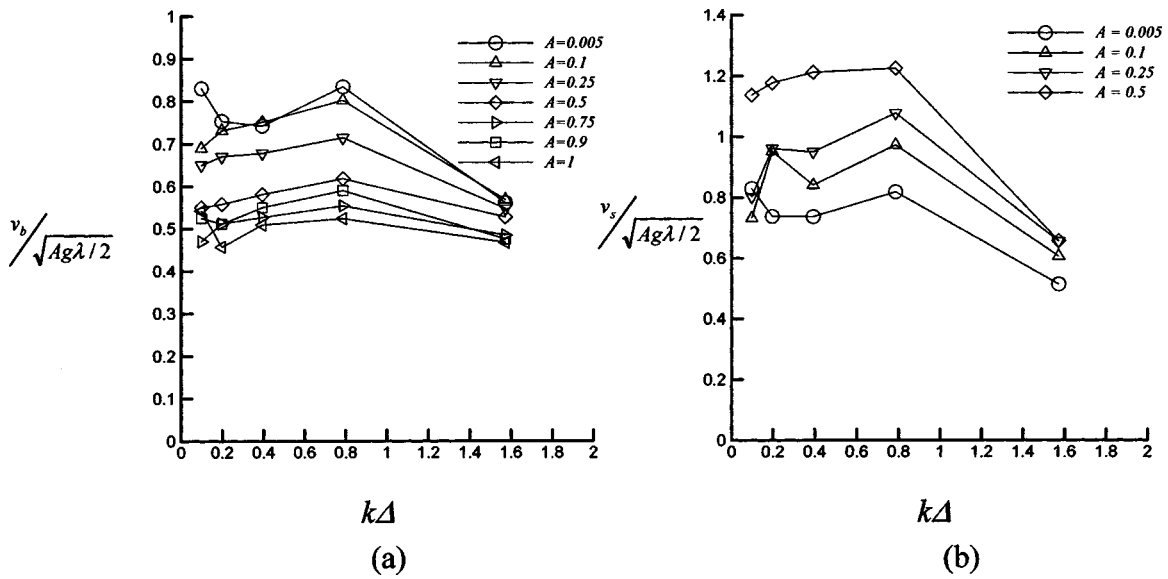 1
0.9
0.8
0.7
0.6
0.5
0.4
0.3
0.2
0.1
0
0 0.2 0.4 0.6 0.8 1 1.2 1.4 1.6 1.8 2
v_b / √Agλ/2
A=0.005
A=0.1
A=0.25
A=0.5
A=0.75
A=0.9
A=1
kΔ
(a)
1.4
1.2
1
0.8
0.6
0.4
0.2
0
0 0.2 0.4 0.6 0.8 1 1.2 1.4 1.6 1.8 2
v_s / √Agλ/2
A = 0.005
A = 0.1
A = 0.25
A = 0.5
kΔ
(b)